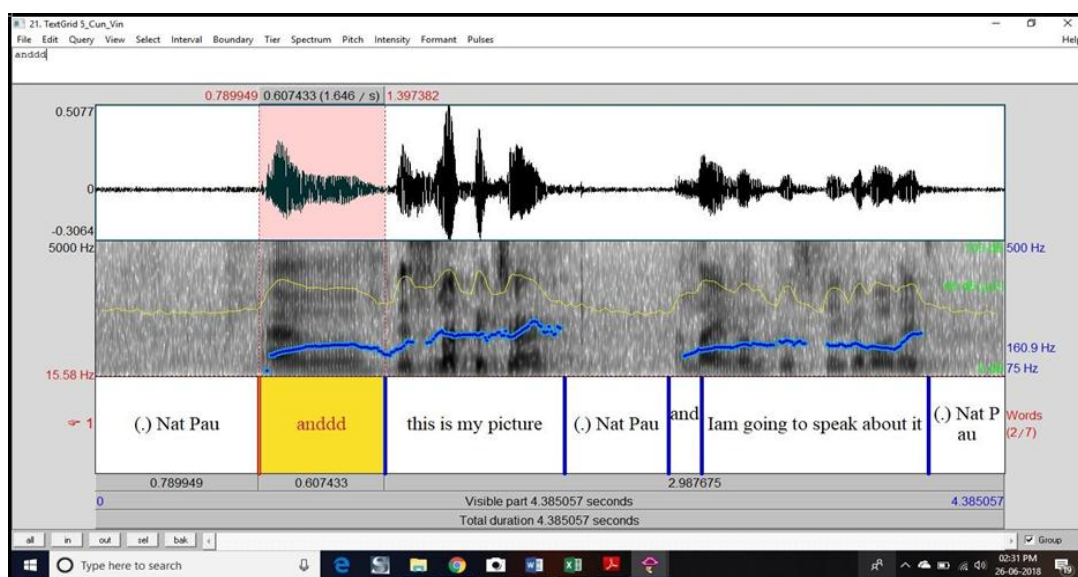 21. TextGrid 5_Cun_Vin
File Edit Query View Select Interval Boundary Tier Spectrum Pitch Intensity Formant Pulses Help
anddd
0.789949 0.607433 (1.646 / s) 1.397382
0.5077
0
-0.3064
5000 Hz 500 Hz
160.9 Hz
15.58 Hz 75 Hz
1 (.) Nat Pau anddd this is my picture (.) Nat Pau and Iam going to speak about it (.) Nat P
au
Words
(2/7)
0.789949 0.607433 2.987675
0 Visible part 4.385057 seconds 4.385057
Total duration 4.385057 seconds
all in out sel bak Group
Type here to search
02:31 PM
26-06-2018